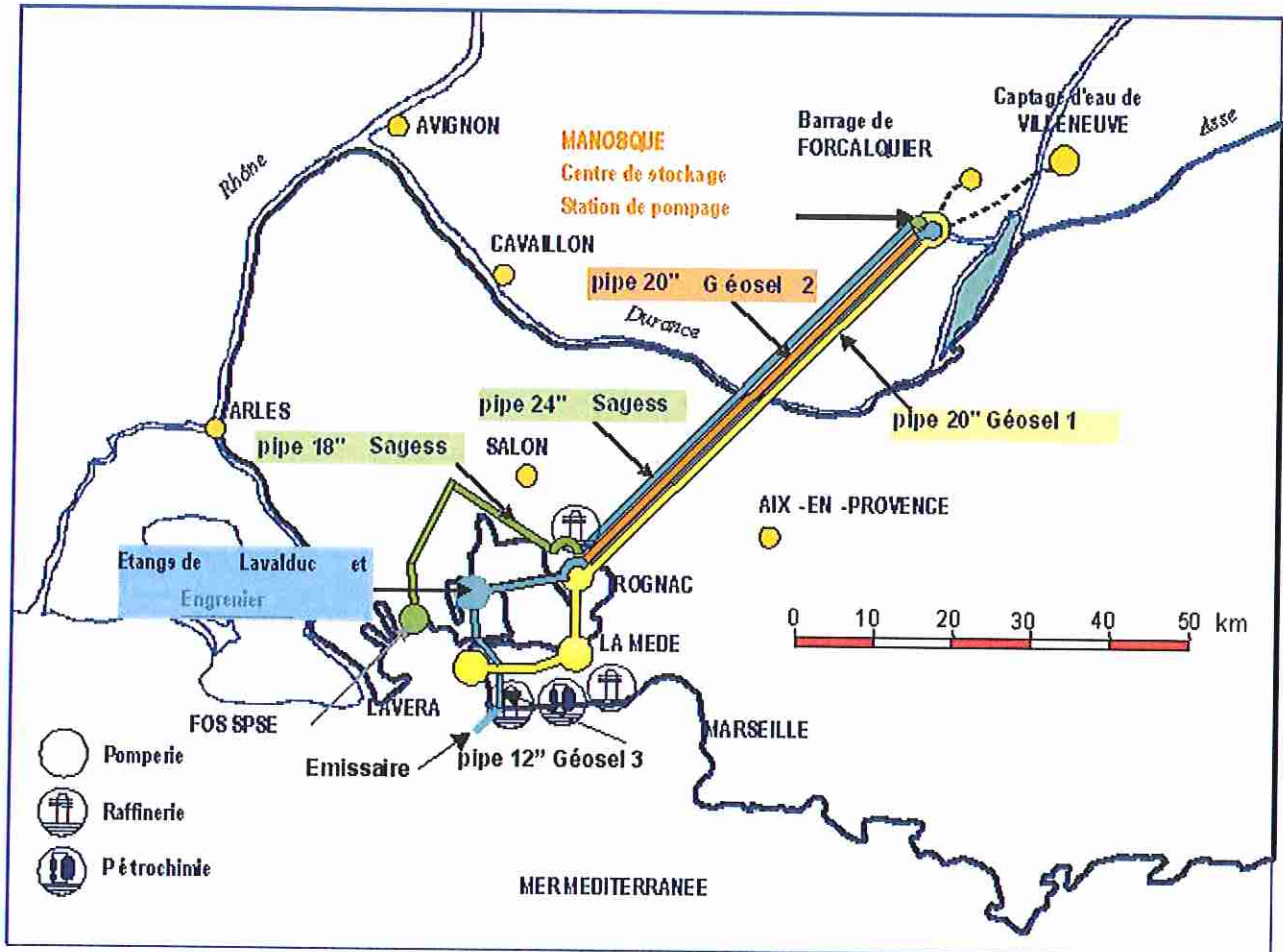 Captage d'eau de
VILLENEUVE
Barrage de
FORCALQUIER
Asse
AVIGNON
MANOSQUE
Centre de stockage
Station de pompage
Rhône
CAVAILLON
pipe 20" Géosel 2
Durance
pipe 24" Sagess
pipe 20" Géosel 1
ARLES
pipe 18" Sagess
SALON
AIX -EN -PROVENCE
Etangs de Lavalduc et
Engrenier
ROGNAC
0 10 20 30 40 50 km
LA MEDE
LAVERA
FOS SPSE
MARSEILLE
Emissaire
pipe 12" Géosel 3
Pomperie
Raffinerie
Pétrochimie
MER MEDITERRANEE